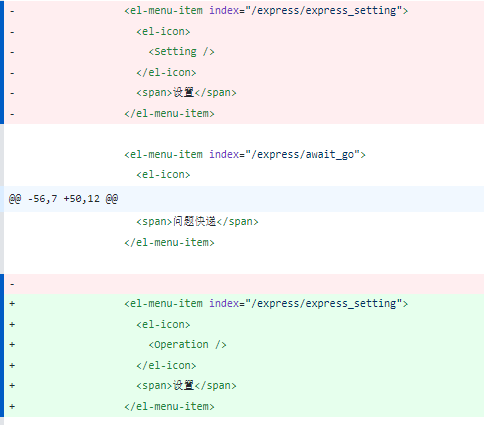 -                <el-menu-item index="/express/express_setting">
-                  <el-icon>
-                    <Setting />
-                  </el-icon>
-                  <span>设置</span>
-                </el-menu-item>
                 <el-menu-item index="/express/await_go">
                   <el-icon>
@@ -56,7 +50,12 @@
                   <span>问题快递</span>
                 </el-menu-item>
-
+                <el-menu-item index="/express/express_setting">
+                  <el-icon>
+                    <Operation />
+                  </el-icon>
+                  <span>设置</span>
+                </el-menu-item>